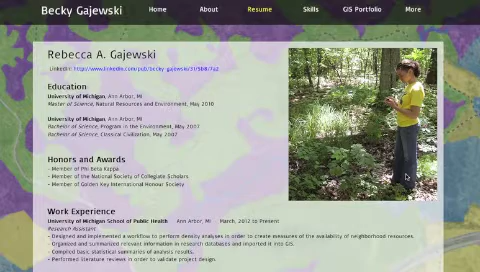 Becky Gajewski Home About Resume Skills GIS Portfolio More
Rebecca A. Gajewski
LinkedIn: http://www.linkedin.com/pub/becky-gajewski/
Education
University of Michigan, Ann Arbor, MI
Master of Science, Natural Resources and Environment, May 2010
University of Michigan, Ann Arbor, MI
Bachelor of Science, Program in the Environment, May 2007
Bachelor of Science, Classical Civilization, May 2007
Honors and Awards
- Member of Phi Beta Kappa
- Member of the National Society of Collegiate Scholars
- Member of Golden Key International Honour Society
Work Experience
University of Michigan School of Public Health Ann Arbor, MI March, 2012 to Present
Research Assistant
- Designed and implemented a workflow to perform density analyses in order to create measures of the availability of neighborhood resources.
- Organized and summarized relevant information in research databases and imported it into GIS.
- Compiled basic statistical summaries of analysis results.
- Performed literature reviews in order to validate project design.